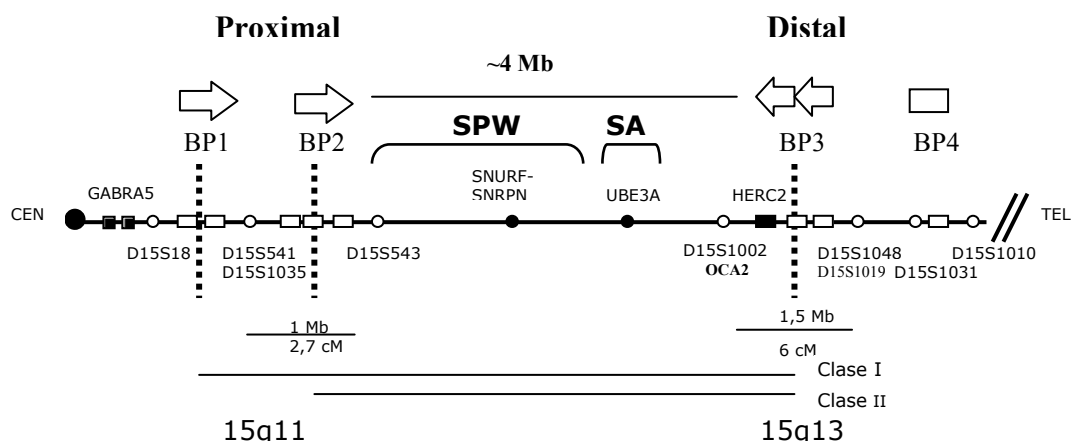 Proximal Distal
~4 Mb
SPW SA
BP1 BP2 BP3 BP4
GABRA5 SNURF- UBE3A HERC2
SNRPN
CEN TEL
D15S18 D15S541 D15S543 D15S1002 D15S1048 D15S1010
D15S1035 OCA2 D15S1019 D15S1031
1 Mb 1,5 Mb
2,7 cM 6 cM
Clase I
Clase II
15q11 15q13